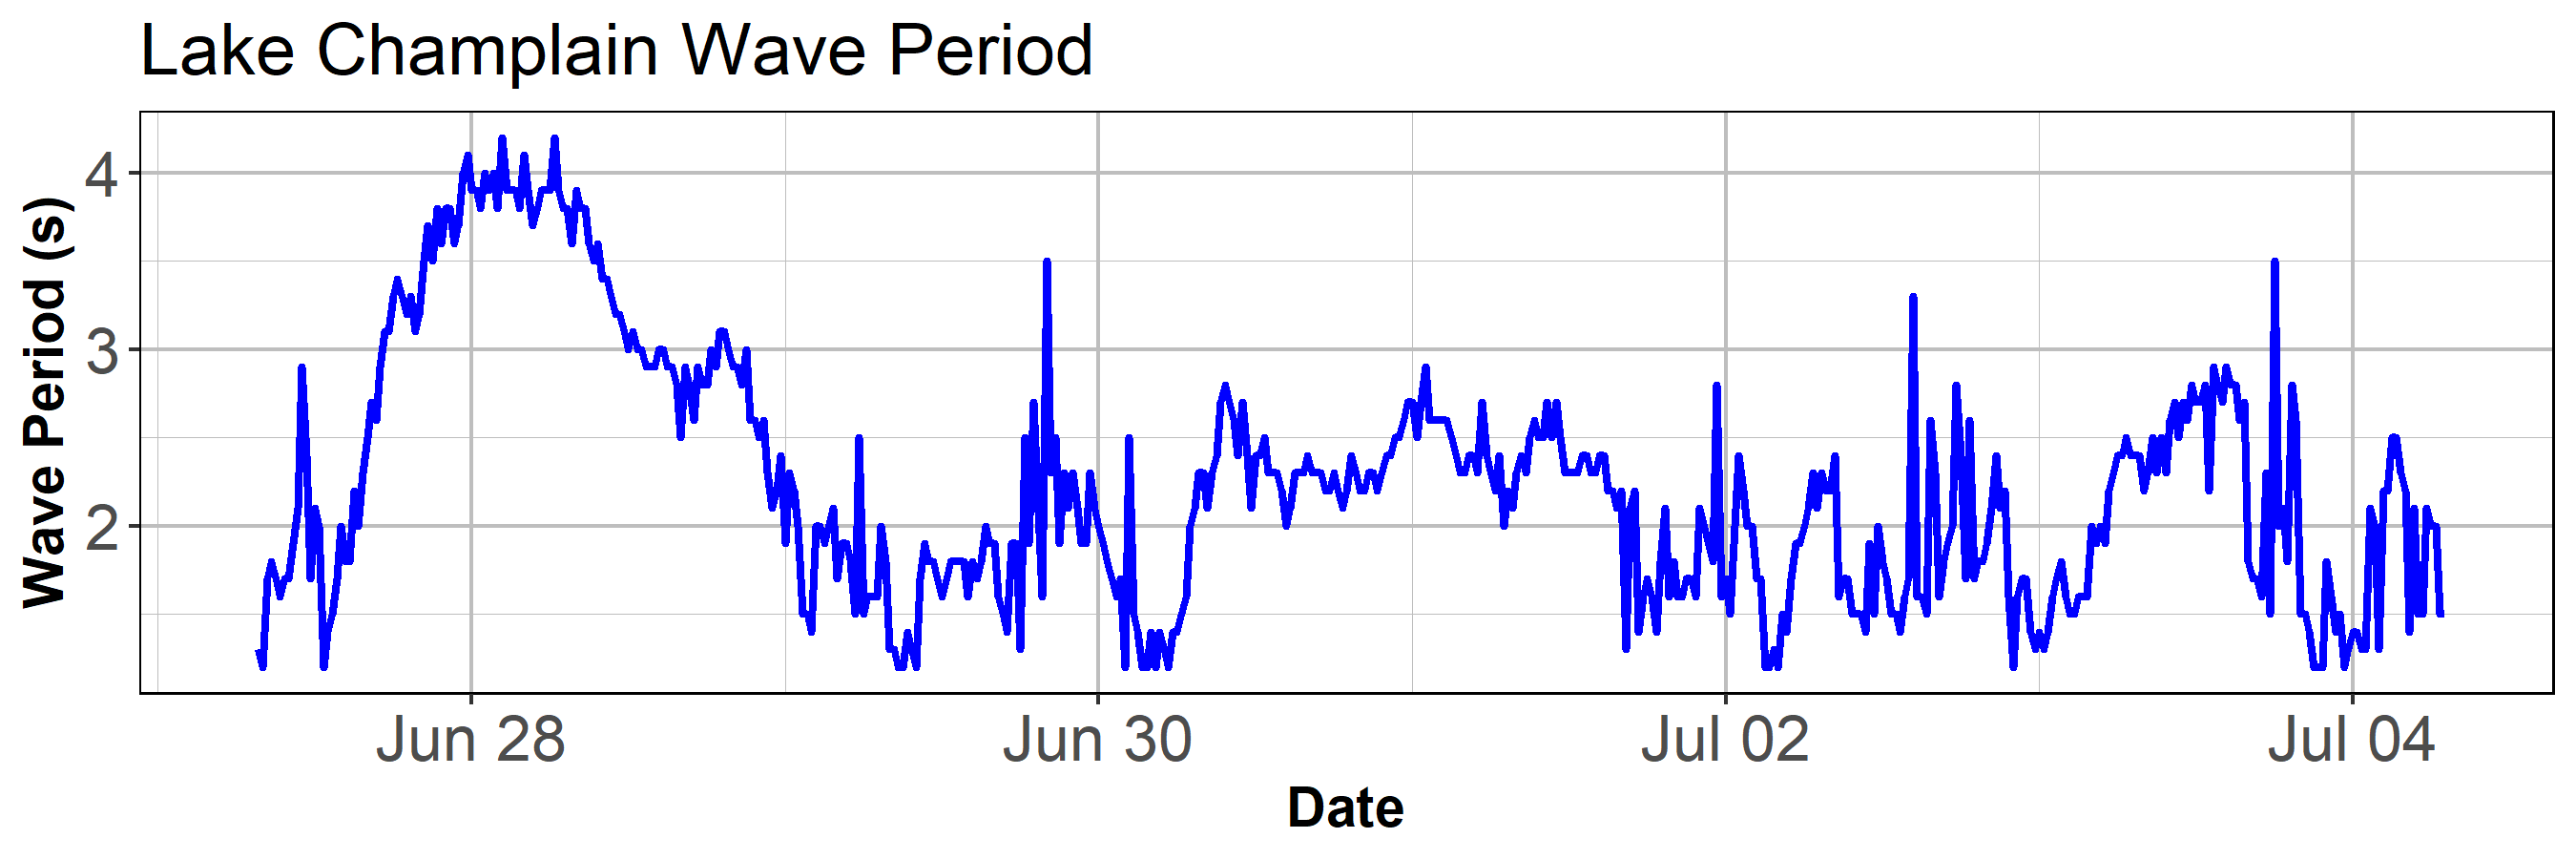 Lake Champlain Wave Period
Wave Period (s)
4
3
2
Jun 28
Jun 30
Jul 02
Jul 04
Date